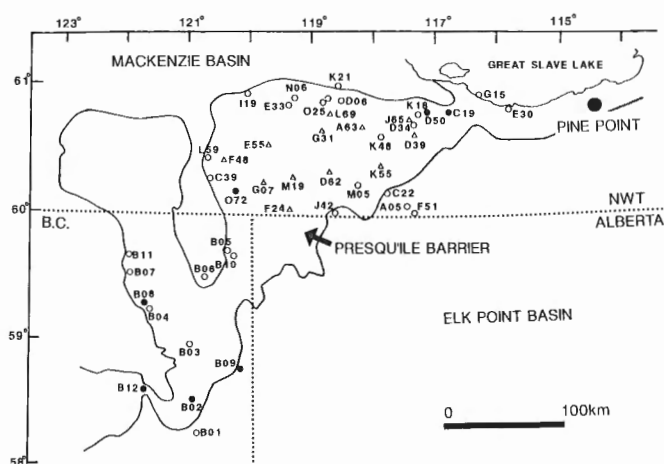 123° 121° 119° 117° 115°
MACKENZIE BASIN
GREAT SLAVE LAKE
61°
K21
N06
I19
E33
D06
O25
L69
K18
G15
C19
E30
J65
D50
PINE POINT
A63
D34
G31
K48
D39
L59
E55
F48
C39
K55
D62
M19
G07
M05
C22
O72
A05
F51
F24
J42
60°
B.C.
NWT
ALBERTA
B05
B11
B10
PRESQU'ILE BARRIER
B07
B06
B08
B04
ELK POINT BASIN
59°
B03
B09
B12
B02
0 100km
B01
58°